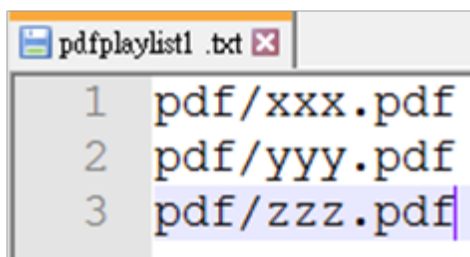 pdfplaylist1 .txt
1 pdf/xxx.pdf
2 pdf/yyy.pdf
3 pdf/zzz.pdf